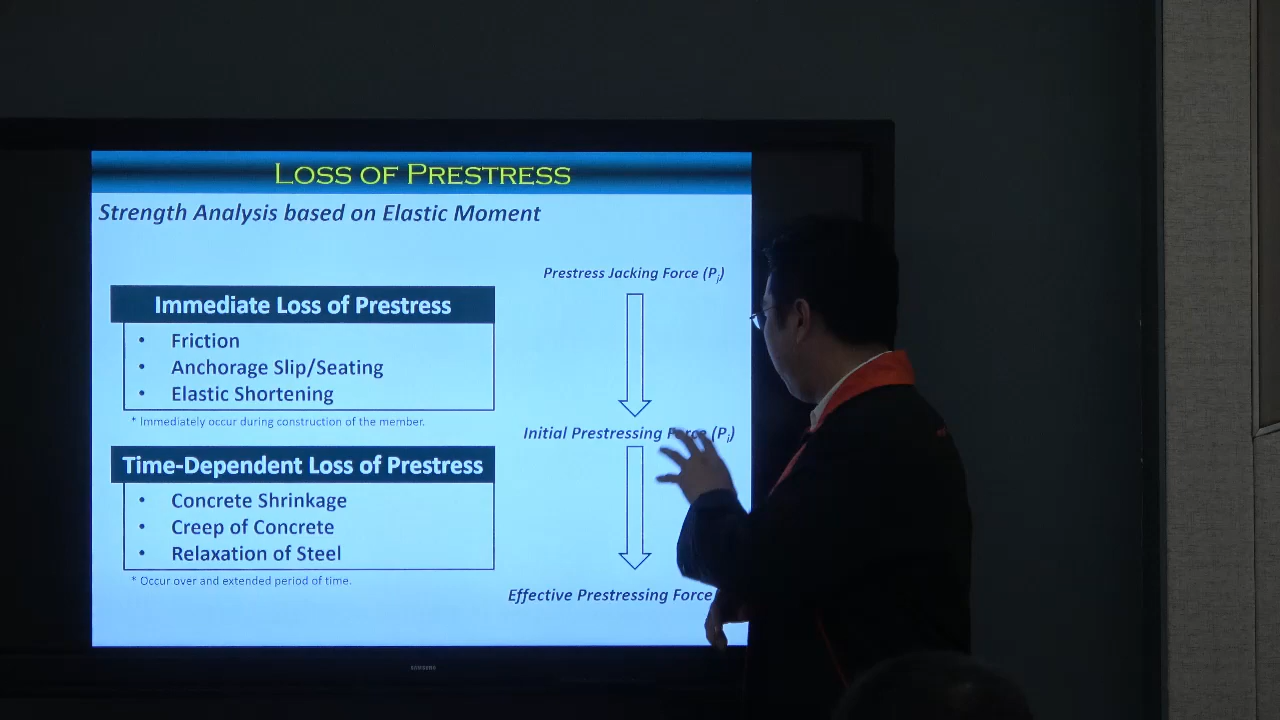 LOSS OF PRESTRESS
Strength Analysis based on Elastic Moment
Immediate Loss of Prestress
• Friction
• Anchorage Slip/Seating
• Elastic Shortening
* Immediately occur during construction of the member.
Time-Dependent Loss of Prestress
• Concrete Shrinkage
• Creep of Concrete
• Relaxation of Steel
* Occur over and extended period of time.
Prestress Jacking Force (Pj)
Initial Prestressing Force (Pi)
Effective Prestressing Force
SAMSUNG